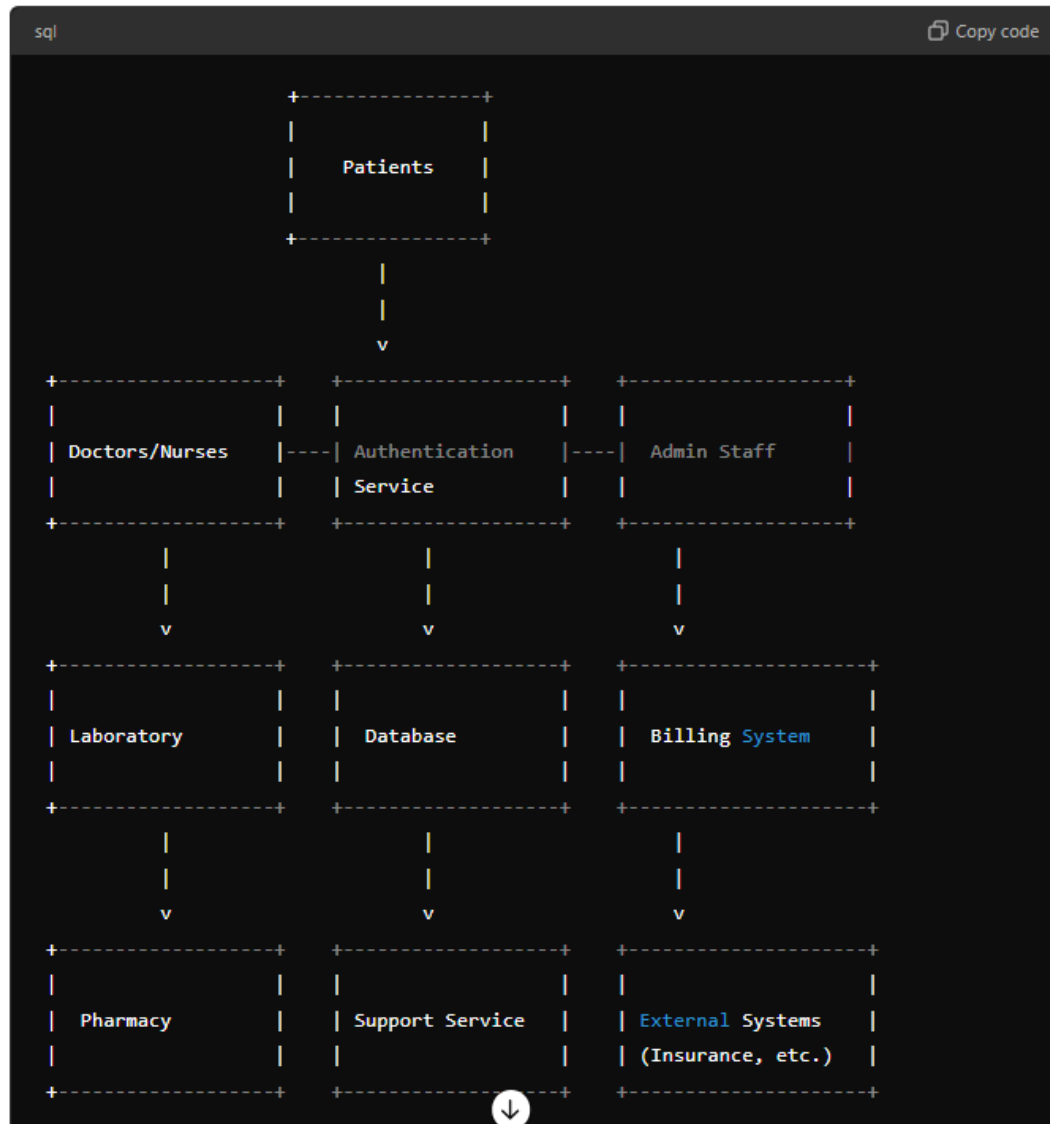 sql Copy code
Patients
Doctors/Nurses Authentication Admin Staff
Service
Laboratory Database Billing System
Pharmacy Support Service External Systems
(Insurance, etc.)